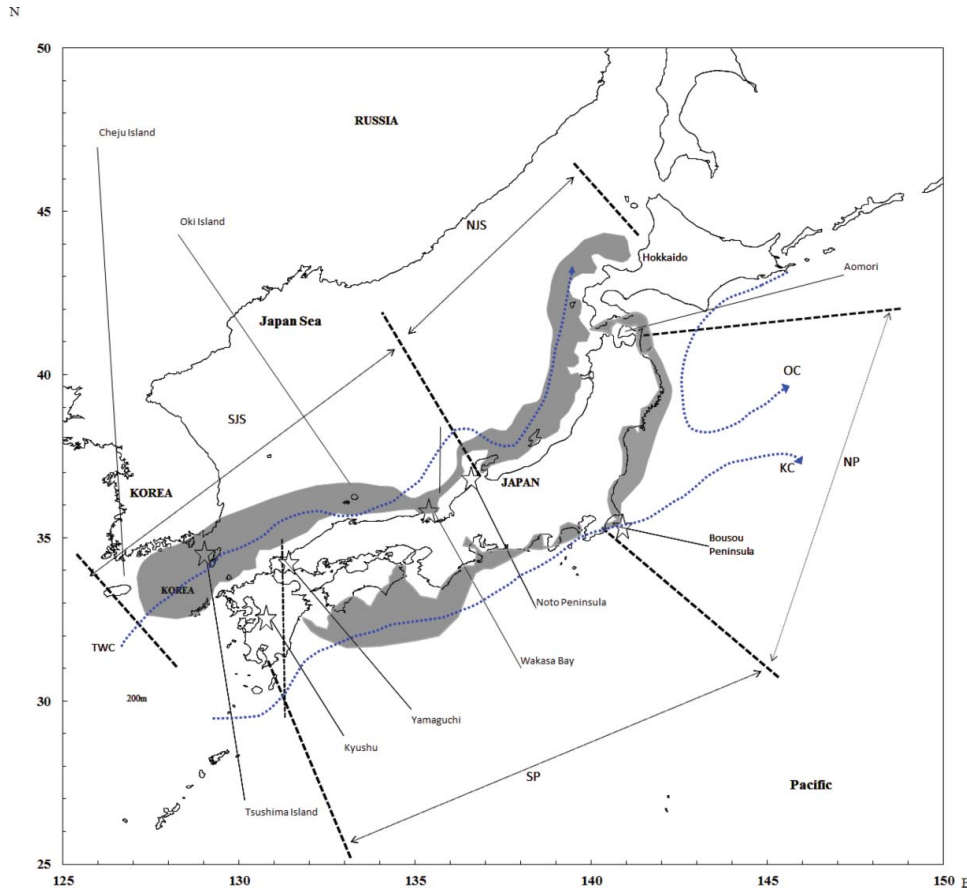 N
50
RUSSIA
Cheju Island
Oki Island
45
NJS
Hokkaido
Aomori
Japan Sea
40
OC
SJS
NP
KC
KOREA
JAPAN
35
Bousou
Peninsula
KOREA
Noto Peninsula
TWC
Wakasa Bay
200m
30
Yamaguchi
Kyushu
SP
Pacific
Tsushima Island
25
125
130
135
140
145
150
E